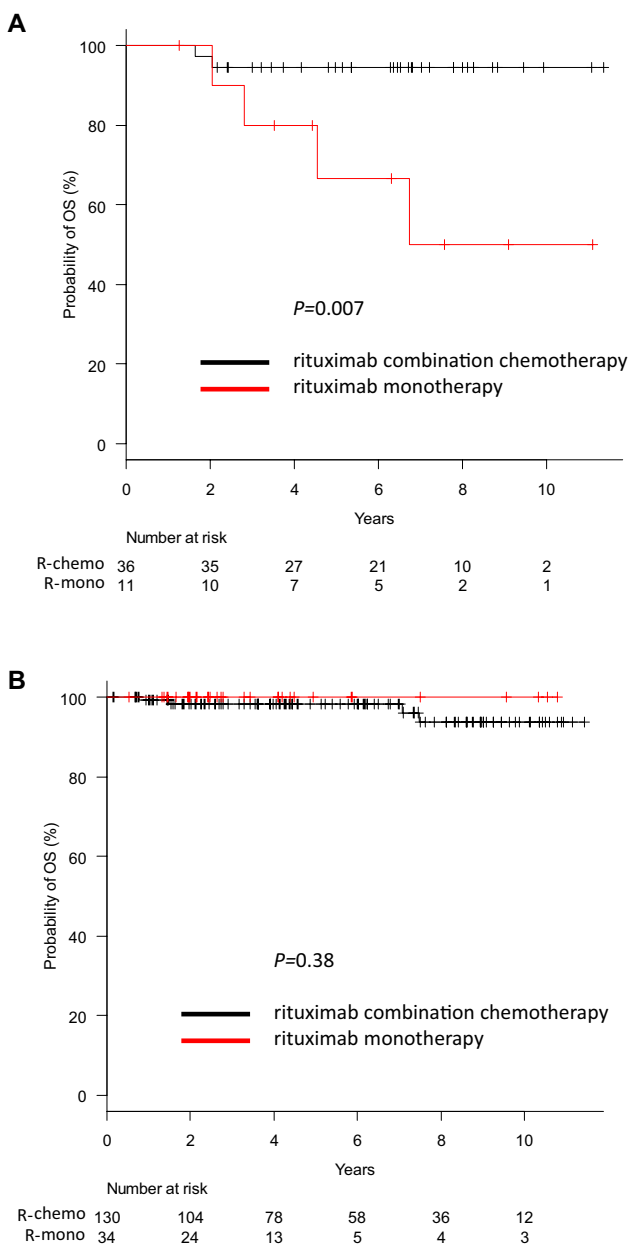 A
100
80
60
40
20
0
Probability of OS (%)
P=0.007
rituximab combination chemotherapy
rituximab monotherapy
0 2 4 6 8 10
Years
Number at risk
R-chemo 36 35 27 21 10 2
R-mono 11 10 7 5 2 1
B
100
80
60
40
20
0
Probability of OS (%)
P=0.38
rituximab combination chemotherapy
rituximab monotherapy
0 2 4 6 8 10
Years
Number at risk
R-chemo 130 104 78 58 36 12
R-mono 34 24 13 5 4 3